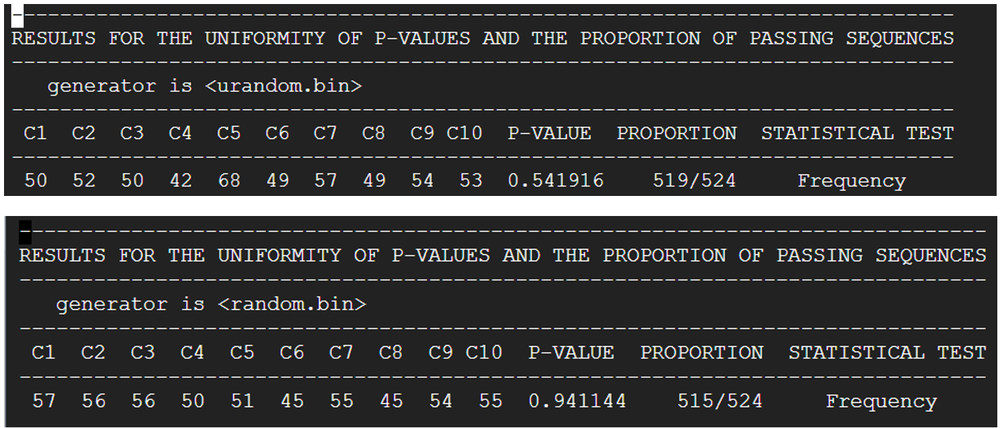 ------------------------------------------------------------------------------
RESULTS FOR THE UNIFORMITY OF P-VALUES AND THE PROPORTION OF PASSING SEQUENCES
------------------------------------------------------------------------------
   generator is <urandom.bin>
------------------------------------------------------------------------------
 C1  C2  C3  C4  C5  C6  C7  C8  C9 C10  P-VALUE  PROPORTION  STATISTICAL TEST
------------------------------------------------------------------------------
 50  52  50  42  68  49  57  49  54  53  0.541916    519/524     Frequency
------------------------------------------------------------------------------
RESULTS FOR THE UNIFORMITY OF P-VALUES AND THE PROPORTION OF PASSING SEQUENCES
------------------------------------------------------------------------------
   generator is <random.bin>
------------------------------------------------------------------------------
 C1  C2  C3  C4  C5  C6  C7  C8  C9 C10  P-VALUE  PROPORTION  STATISTICAL TEST
------------------------------------------------------------------------------
 57  56  56  50  51  45  55  45  54  55  0.941144    515/524     Frequency